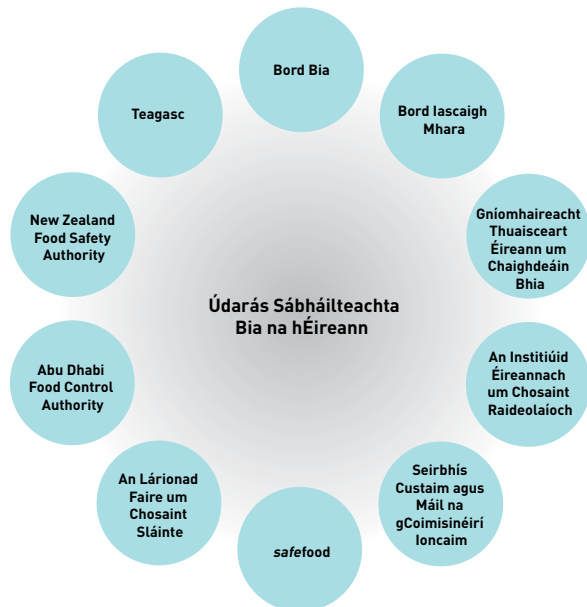 Bord Bia
Bord Iascaigh
Mhara
Gníomhaireacht
Thuaisceart
Éireann um
Chaighdeáin
Bhia
An Institiúid
Éireannach
um Chosaint
Raideolaíoch
Seirbhís
Custaim agus
Máil na
gCoimisinéirí
Ioncaim
safefood
An Lárionad
Faire um
Chosaint
Sláinte
Abu Dhabi
Food Control
Authority
New Zealand
Food Safety
Authority
Teagasc
Údarás Sábháilteachta
Bia na hÉireann